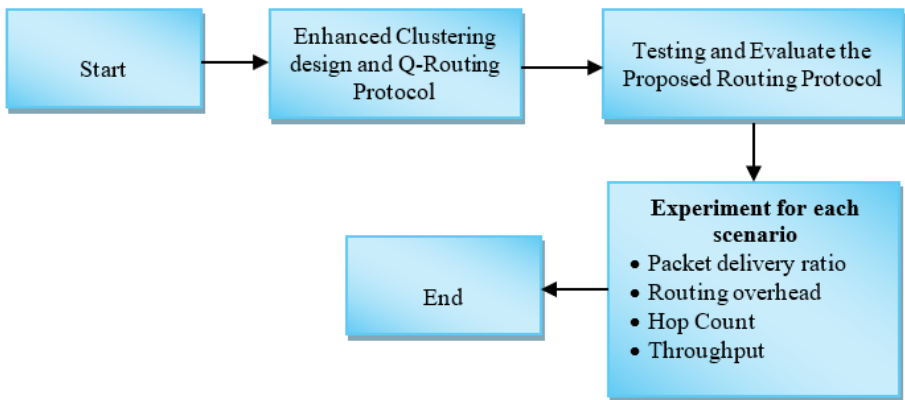 Start
Enhanced Clustering
design and Q-Routing
Protocol
Testing and Evaluate the
Proposed Routing Protocol
Experiment for each
scenario
• Packet delivery ratio
• Routing overhead
• Hop Count
• Throughput
End